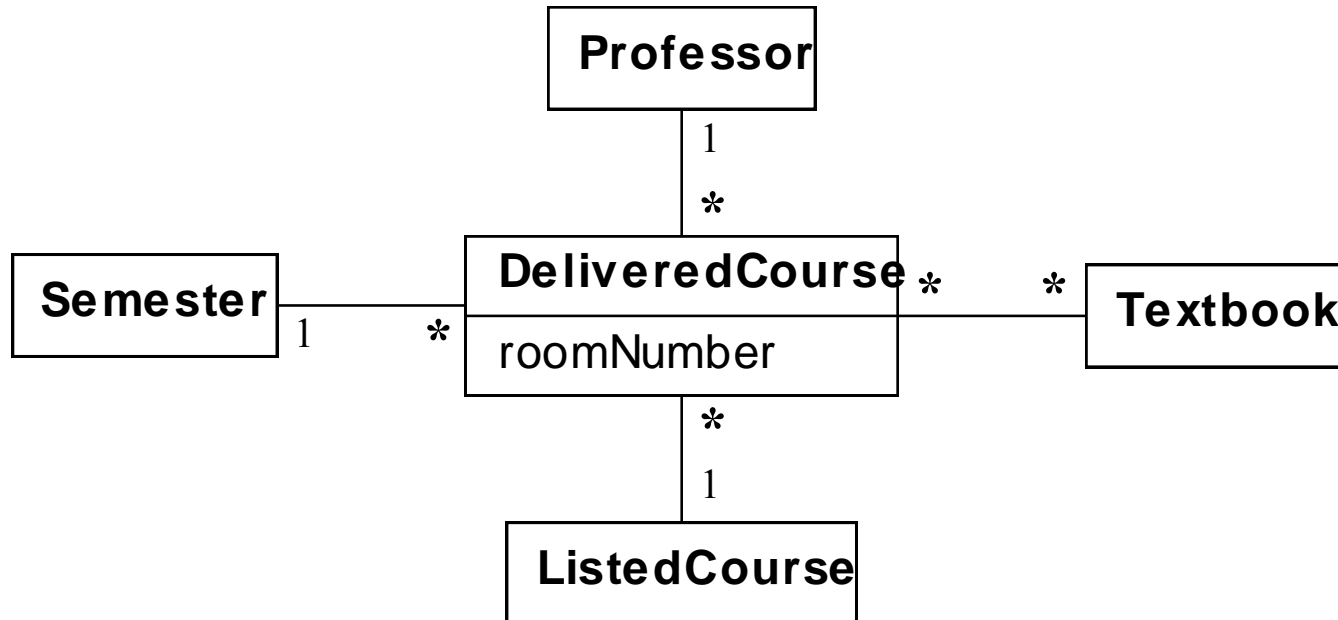 Professor
1
*
Semester
1
*
DeliveredCourse
roomNumber
*
*
Textbook
*
1
ListedCourse